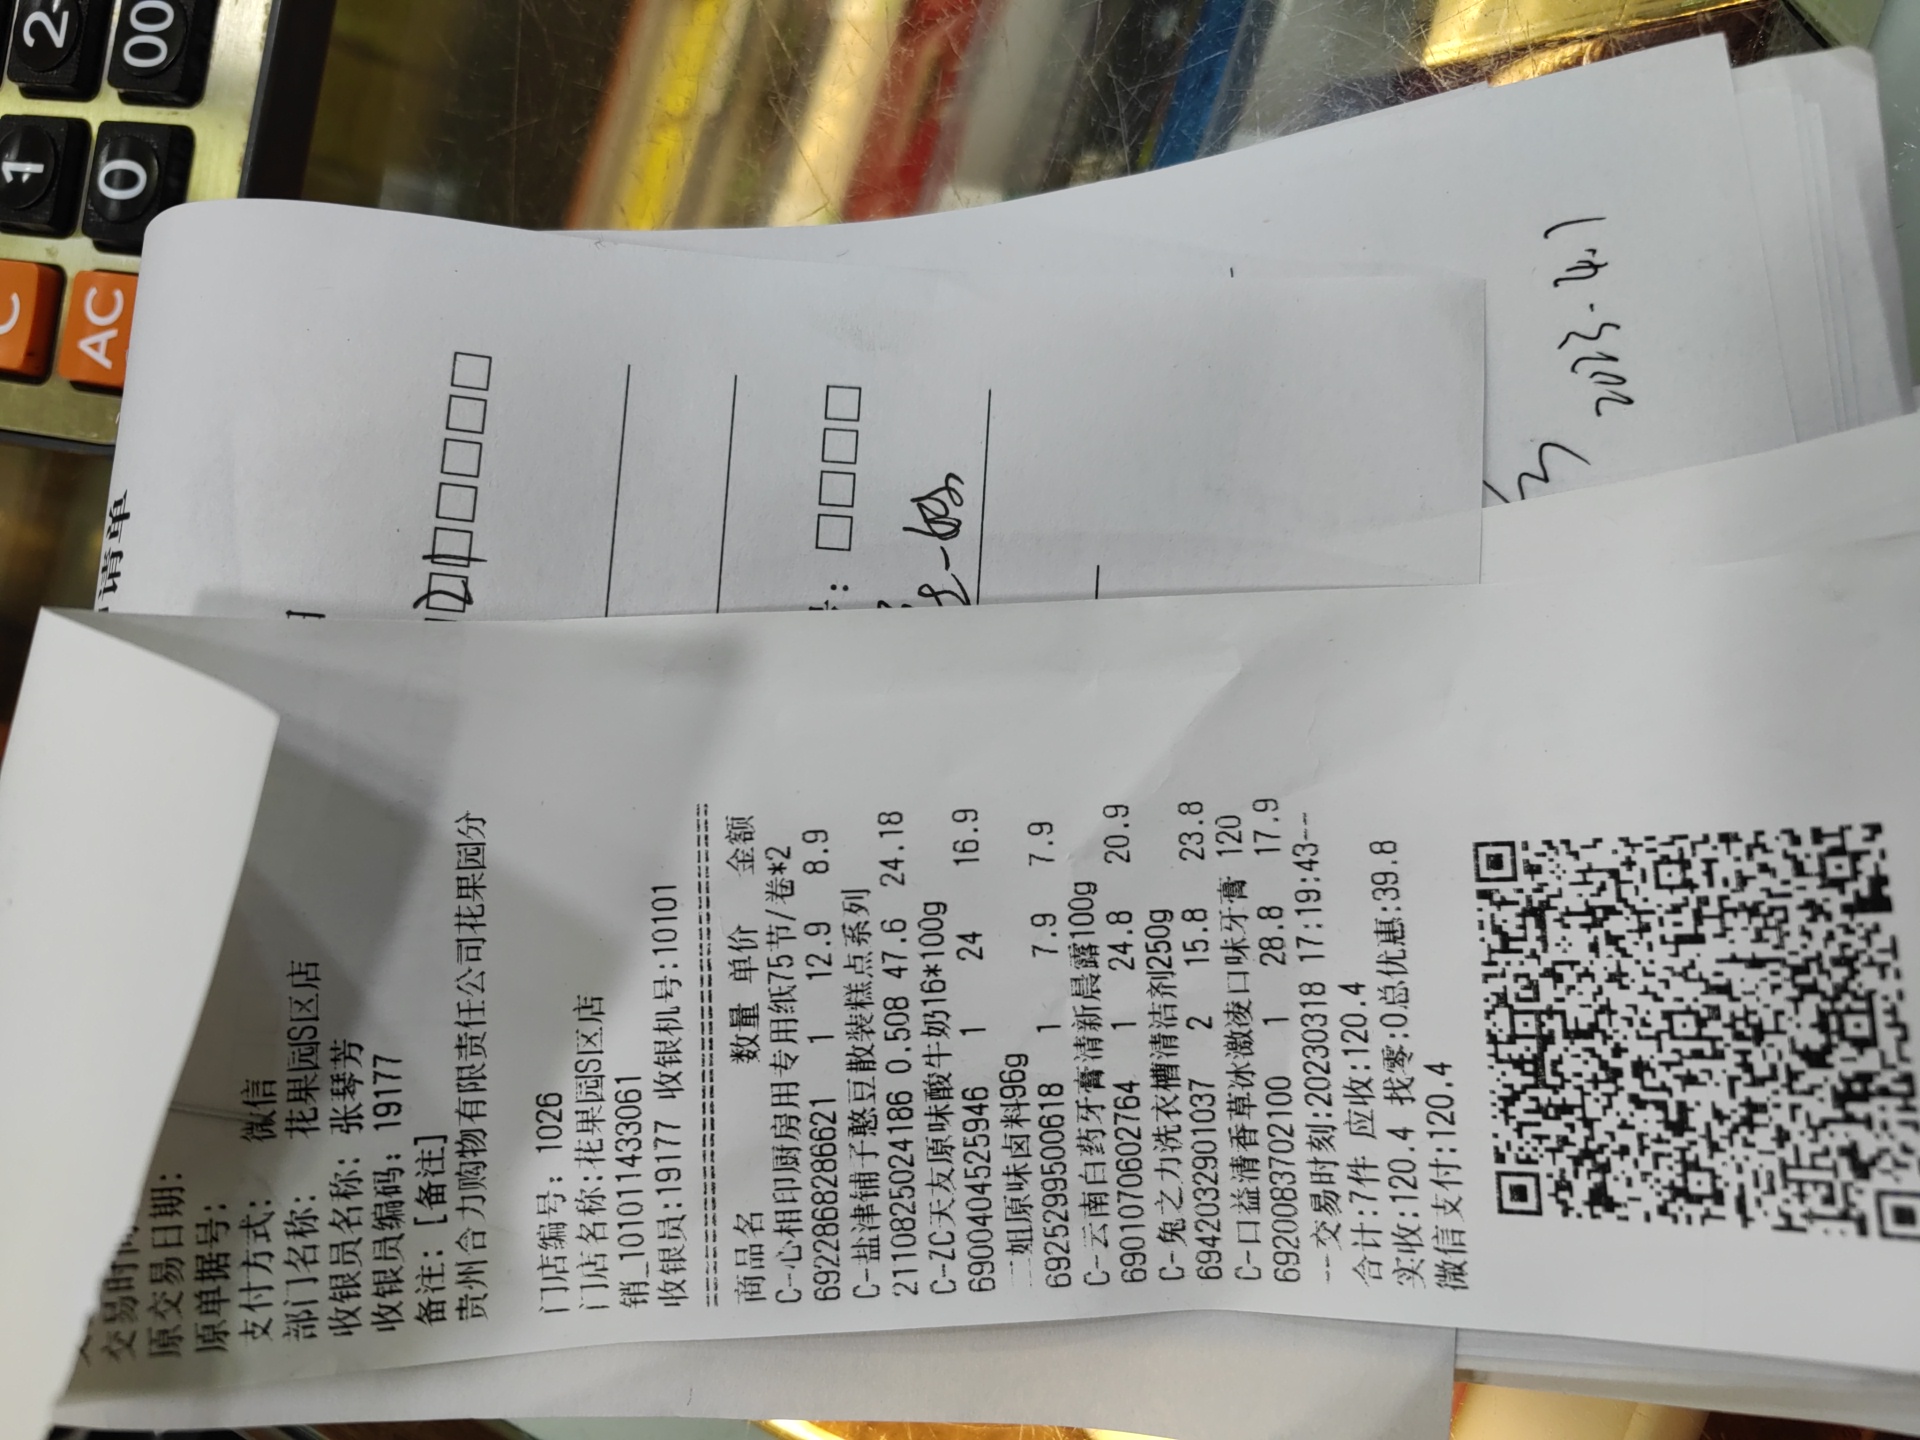 交易时间:
原交易日期:
原单据号:
支付方式: 微信
部门名称: 花果园S区店
收银员名称: 张琴芳
收银员编码: 19177
备注: [备注]
贵州合力购物有限责任公司花果园分
门店编号: 1026
门店名称:花果园S区店
销_1010114433061
收银员:19177 收银机号:10101
商品名 数量 单价 金额
C-心相印厨房用专用纸75节/卷*2
6922868286621 1 12.9 8.9
C-盐津铺子憨豆散装糕点系列
2110825024186 0.508 47.6 24.18
C-ZC天友原味酸牛奶16*100g
6900404525946 1 24 16.9
三姐原味卤料96g
6925299500618 1 7.9 7.9
C-云南白药牙膏清新晨露100g
6901070602764 1 24.8 20.9
C-兔之力洗衣槽清洁剂250g
6942032901037 2 15.8 23.8
C-口益清香草冰激凌口味牙膏 120
6920083702100 1 28.8 17.9
---交易时刻:20230318 17:19:43---
合计:7件 应收:120.4
实收:120.4 找零:0总优惠:39.8
微信支付:120.4
请单
2023.4.1
2
00
1
0
C
AC